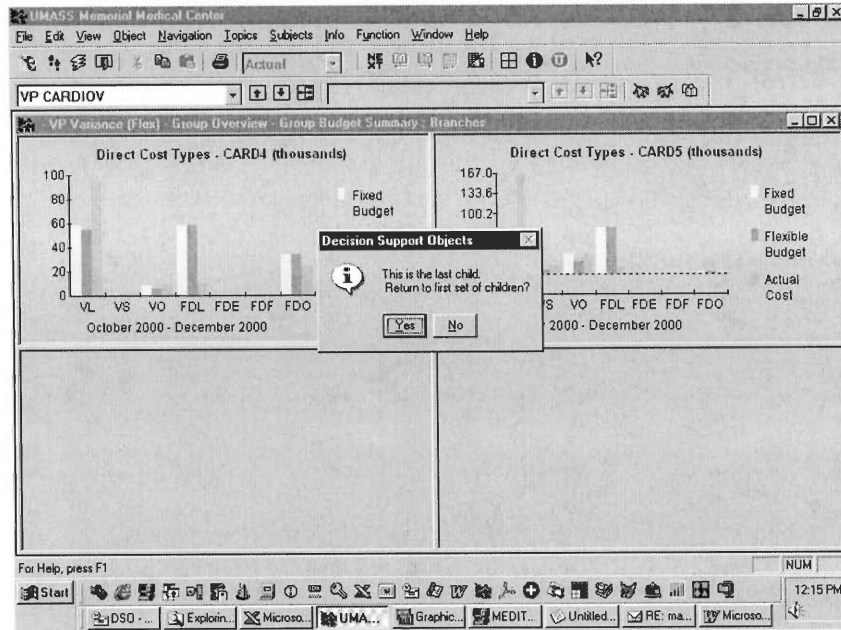 UMASS Memorial Medical Center
File Edit View Object Navigation Topics Subjects Info Function Window Help
Actual
VP CARDIOV
VP Variance (Flex) - Group Overview - Group Budget Summary : Branches
Direct Cost Types - CARD4 (thousands)
100
80
60
40
20
0
VL VS VO FDL FDE FDF FDO
October 2000 - December 2000
Fixed
Budget
Direct Cost Types - CARD5 (thousands)
167.0
133.6
100.2
VS VO FDL FDE FDF FDO
2000 - December 2000
Fixed
Budget
Flexible
Budget
Actual
Cost
Decision Support Objects
This is the last child.
Return to first set of children?
Yes No
For Help, press F1
NUM
Start
12:15 PM
DSO - ... Explorin... Microso... UMA... Graphic... MEDIT... Untitled... RE: ma... Microso...